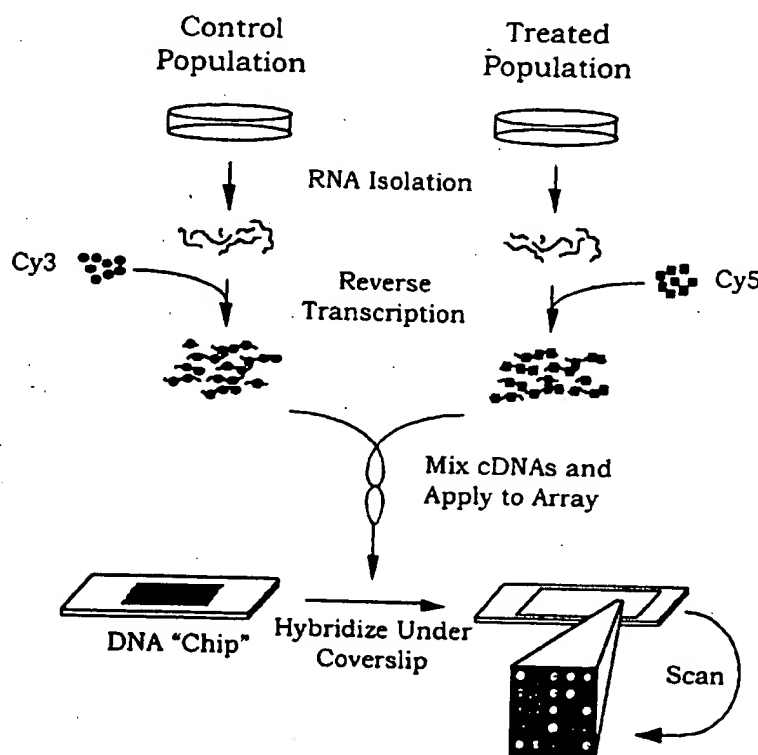 Control
Population
Treated
Population
RNA Isolation
Cy3
Reverse
Transcription
Cy5
Mix cDNAs and
Apply to Array
DNA "Chip"
Hybridize Under
Coverslip
Scan